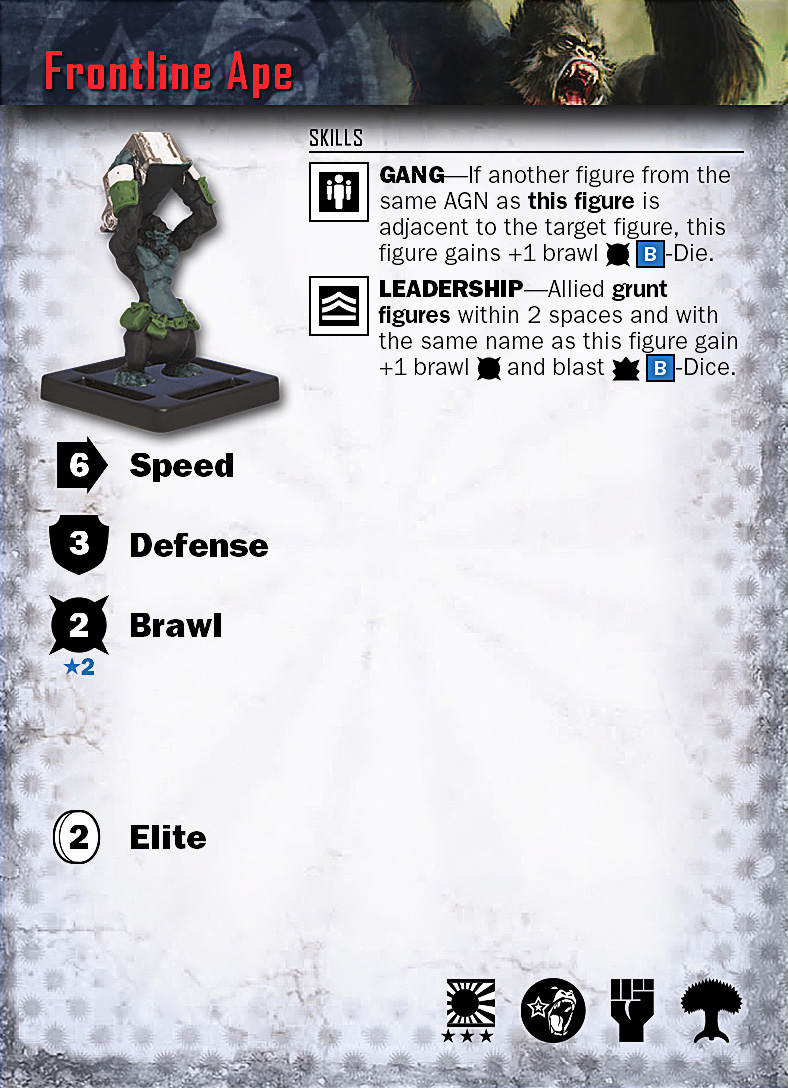 Frontline Ape
SKILLS
GANG—If another figure from the
same AGN as this figure is
adjacent to the target figure, this
figure gains +1 brawl B-Die.
LEADERSHIP—Allied grunt
figures within 2 spaces and with
the same name as this figure gain
+1 brawl and blast B-Dice.
6 Speed
3 Defense
2 Brawl
★2
2 Elite